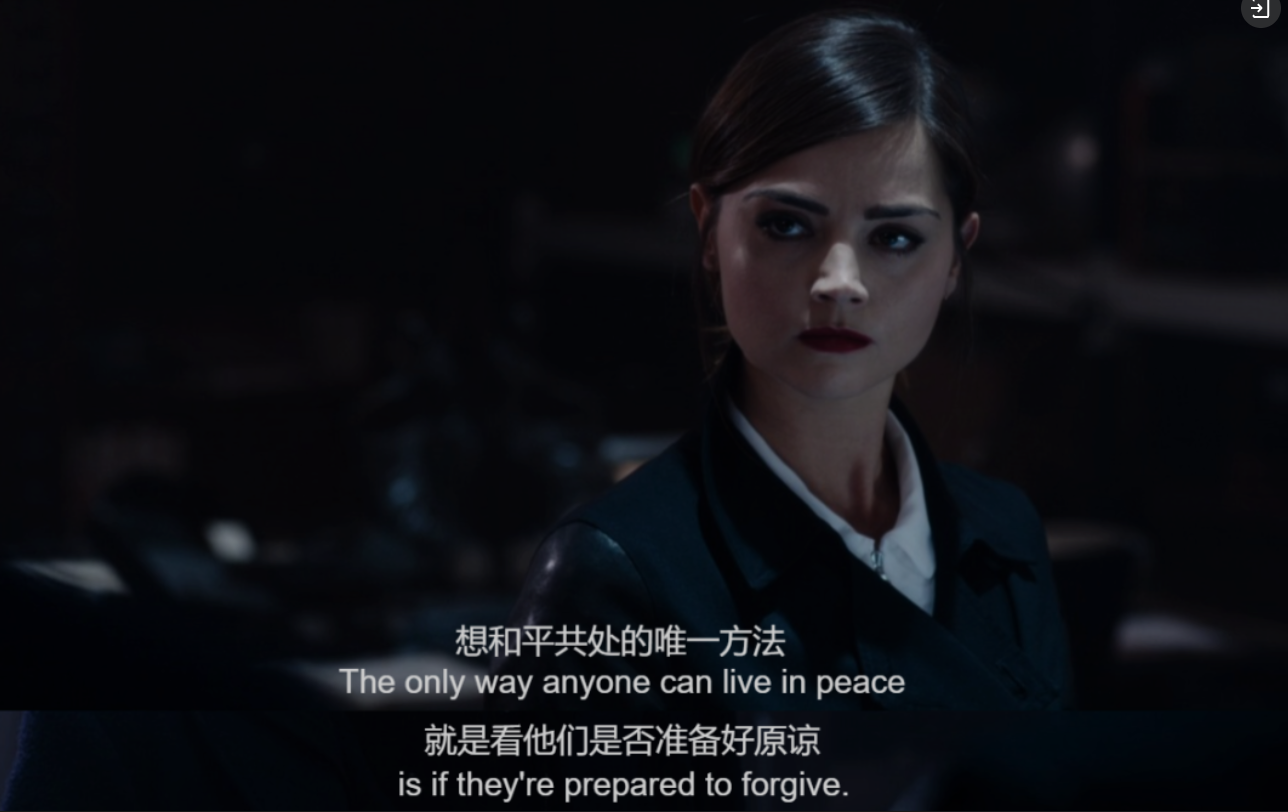 想和平共处的唯一方法
The only way anyone can live in peace
就是看他们是否准备好原谅
is if they're prepared to forgive.